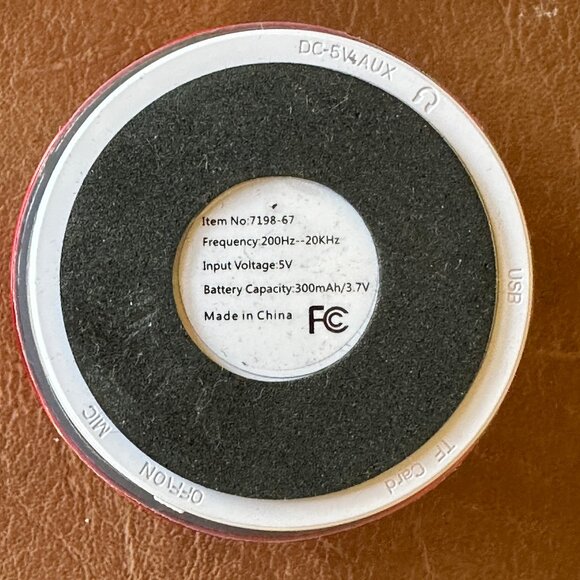 DC-5V/AUX
USB
TF Card
OFF\ON
MIC
Item No:7198-67
Frequency:200Hz--20KHz
Input Voltage:5V
Battery Capacity:300mAh/3.7V
Made in China FC